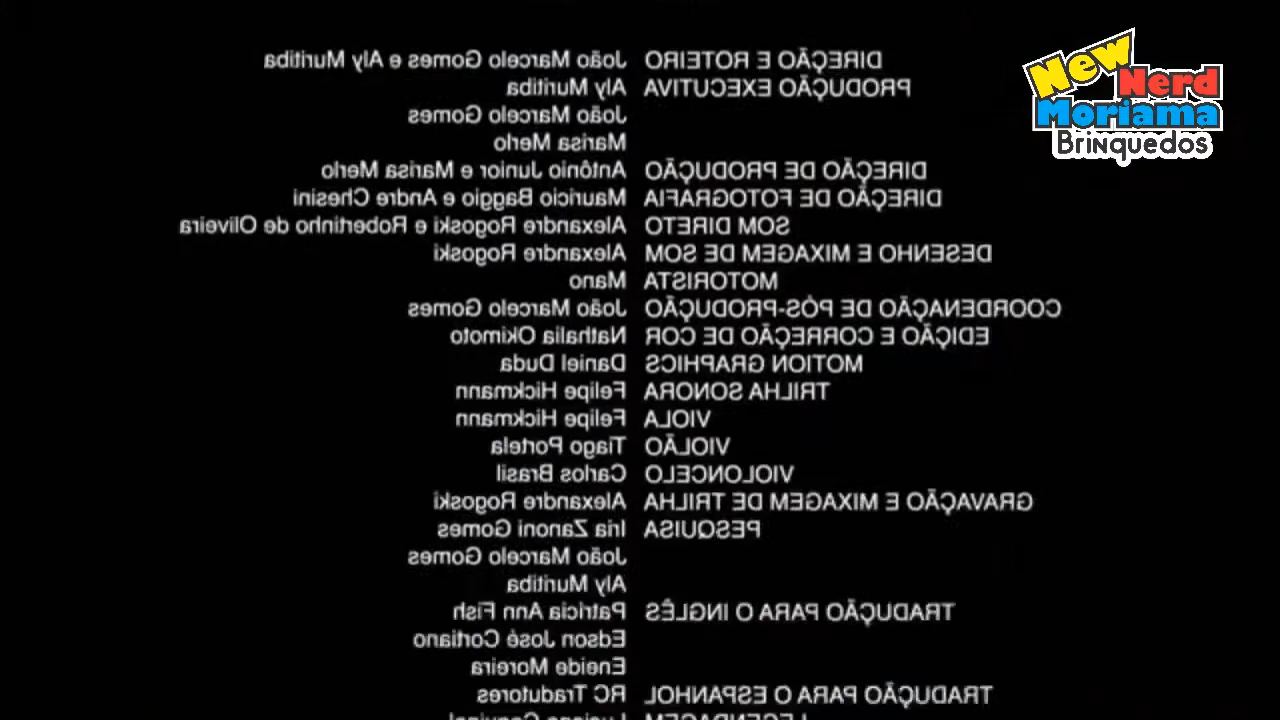 New
Nerd
Moriama
Brinquedos
DIREÇÃO E ROTEIRO João Marcelo Gomes e Aly Muritiba
PRODUÇÃO EXECUTIVA Aly Muritiba
João Marcelo Gomes
Marisa Merlo
DIREÇÃO DE PRODUÇÃO Antônio Junior e Marisa Merlo
DIREÇÃO DE FOTOGRAFIA Mauricio Baggio e Andre Chesini
SOM DIRETO Alexandre Rogoski e Robertinho de Oliveira
DESENHO E MIXAGEM DE SOM Alexandre Rogoski
MOTORISTA Mano
COORDENAÇÃO DE PÓS-PRODUÇÃO João Marcelo Gomes
EDIÇÃO E CORREÇÃO DE COR Nathalia Okimoto
MOTION GRAPHICS Daniel Duda
TRILHA SONORA Felipe Hickmann
VIOLA Felipe Hickmann
VIOLÃO Tiago Portela
VIOLONCELO Carlos Brasil
GRAVAÇÃO E MIXAGEM DE TRILHA Alexandre Rogoski
PESQUISA Iria Zanoni Gomes
João Marcelo Gomes
Aly Muritiba
TRADUÇÃO PARA O INGLÊS Patricia Ann Fish
Edson José Cortiano
Eneide Moreira
TRADUÇÃO PARA O ESPANHOL RC Tradutores
LEGENDAGEM